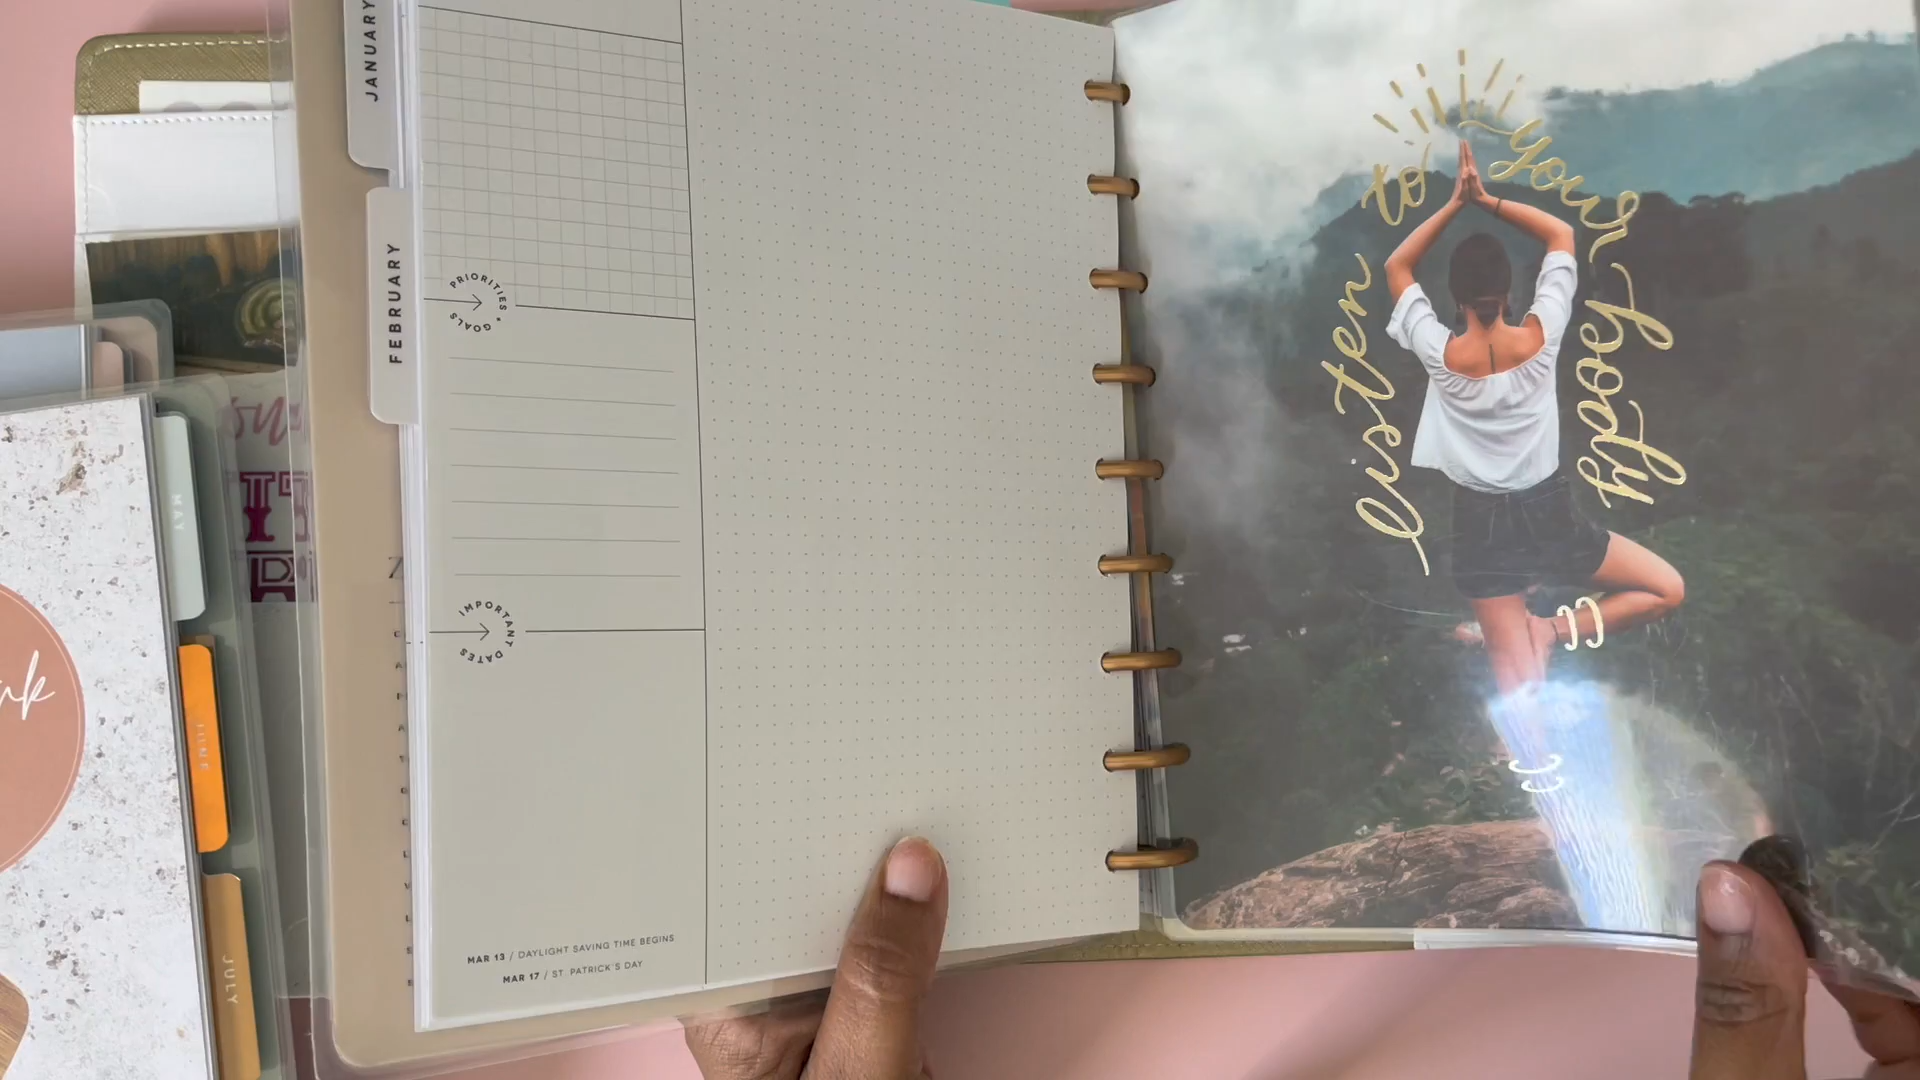 JANUARY
FEBRUARY
PRIORITIES • GOALS
IMPORTANT DATES
MAR 13 / DAYLIGHT SAVING TIME BEGINS
MAR 17 / ST. PATRICK'S DAY
listen to your body
MAY
JUNE
JULY